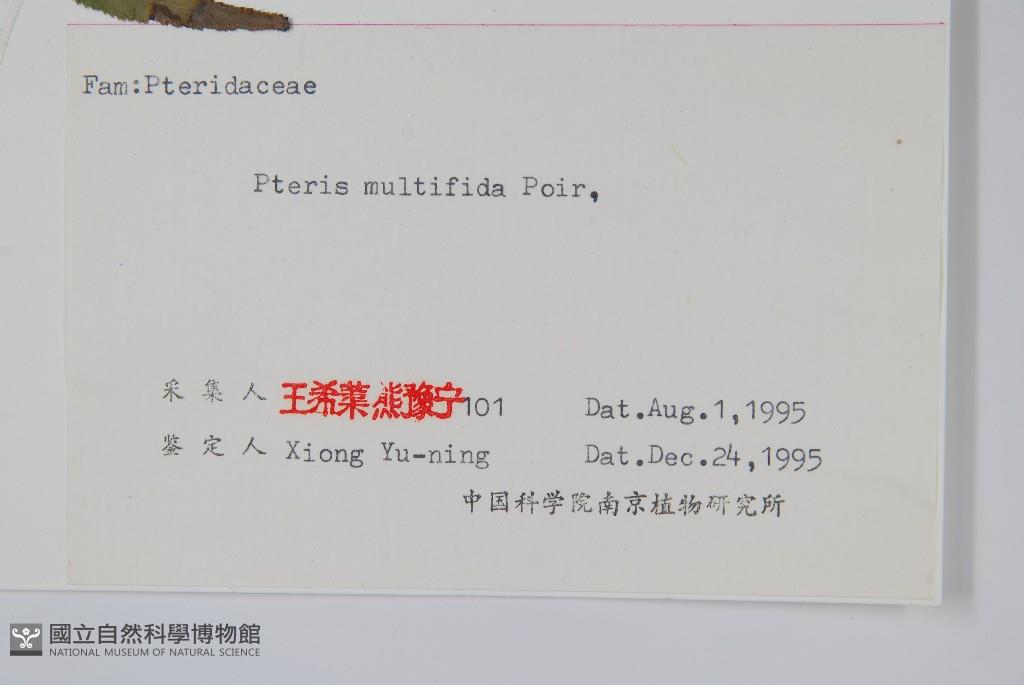 Fam:Pteridaceae
Pteris multifida Poir,
采集人 王希蕖 熊豫宁 101 Dat.Aug.1,1995
鉴定人 Xiong Yu-ning Dat.Dec.24,1995
中国科学院南京植物研究所
國立自然科學博物館
NATIONAL MUSEUM OF NATURAL SCIENCE